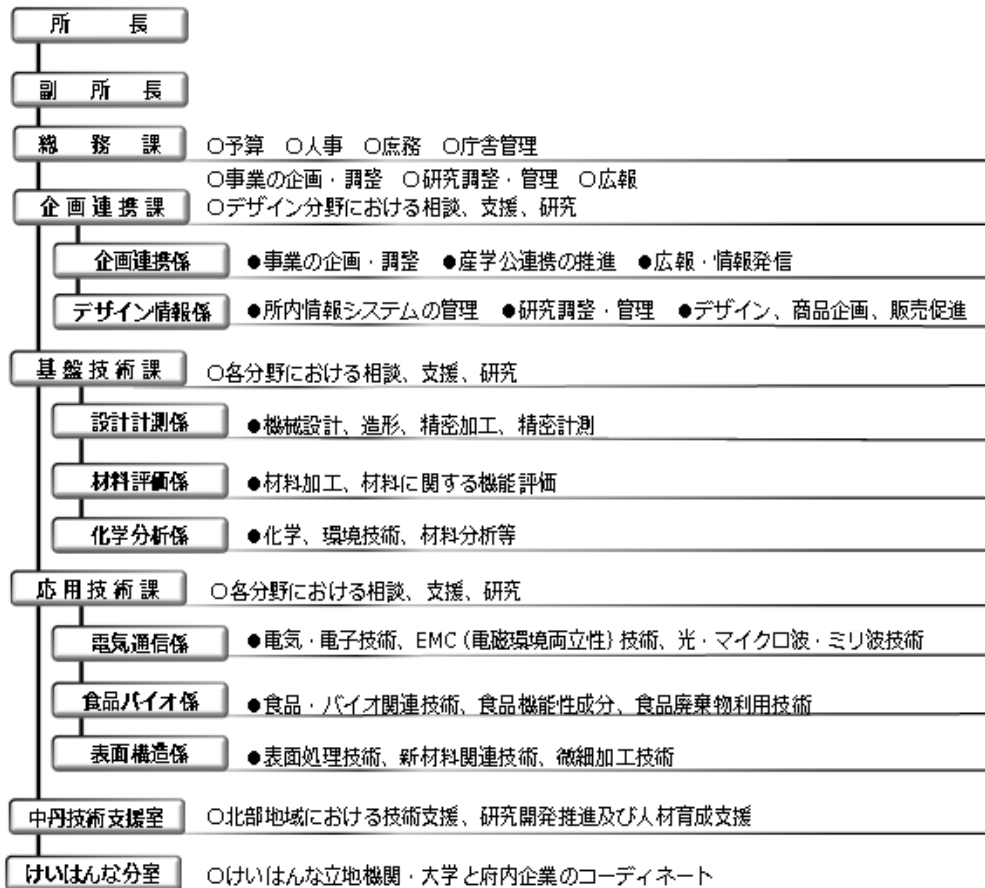 所長
副所長
総務課 ○予算 ○人事 ○庶務 ○庁舎管理
○事業の企画・調整 ○研究調整・管理 ○広報
企画連携課 ○デザイン分野における相談、支援、研究
企画連携係 ●事業の企画・調整 ●産学公連携の推進 ●広報・情報発信
デザイン情報係 ●所内情報システムの管理 ●研究調整・管理 ●デザイン、商品企画、販売促進
基盤技術課 ○各分野における相談、支援、研究
設計計測係 ●機械設計、造形、精密加工、精密計測
材料評価係 ●材料加工、材料に関する機能評価
化学分析係 ●化学、環境技術、材料分析等
応用技術課 ○各分野における相談、支援、研究
電気通信係 ●電気・電子技術、EMC（電磁環境両立性）技術、光・マイクロ波・ミリ波技術
食品バイオ係 ●食品・バイオ関連技術、食品機能性成分、食品廃棄物利用技術
表面構造係 ●表面処理技術、新材料関連技術、微細加工技術
中丹技術支援室 ○北部地域における技術支援、研究開発推進及び人材育成支援
けいはんな分室 ○けいはんな立地機関・大学と府内企業のコーディネート